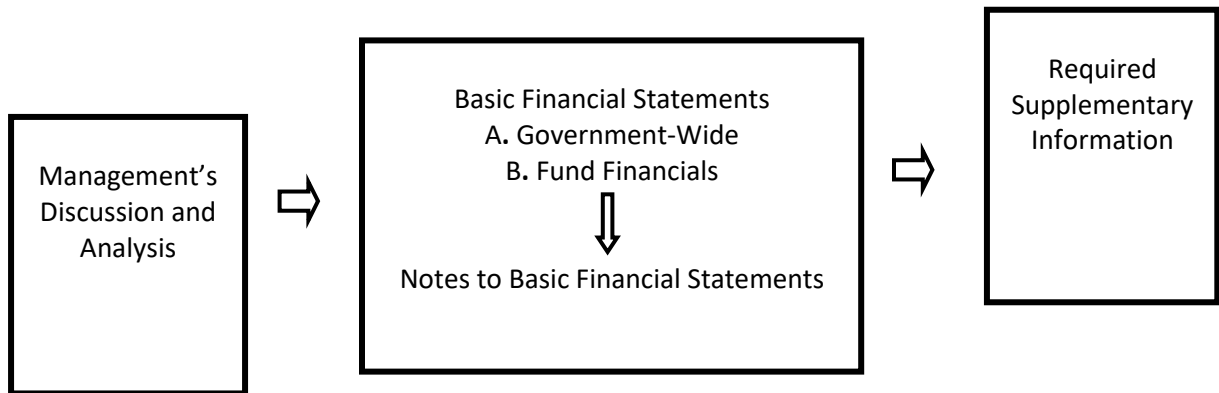 Management’s
Discussion and
Analysis
Basic Financial Statements
A. Government-Wide
B. Fund Financials
Notes to Basic Financial Statements
Required
Supplementary
Information